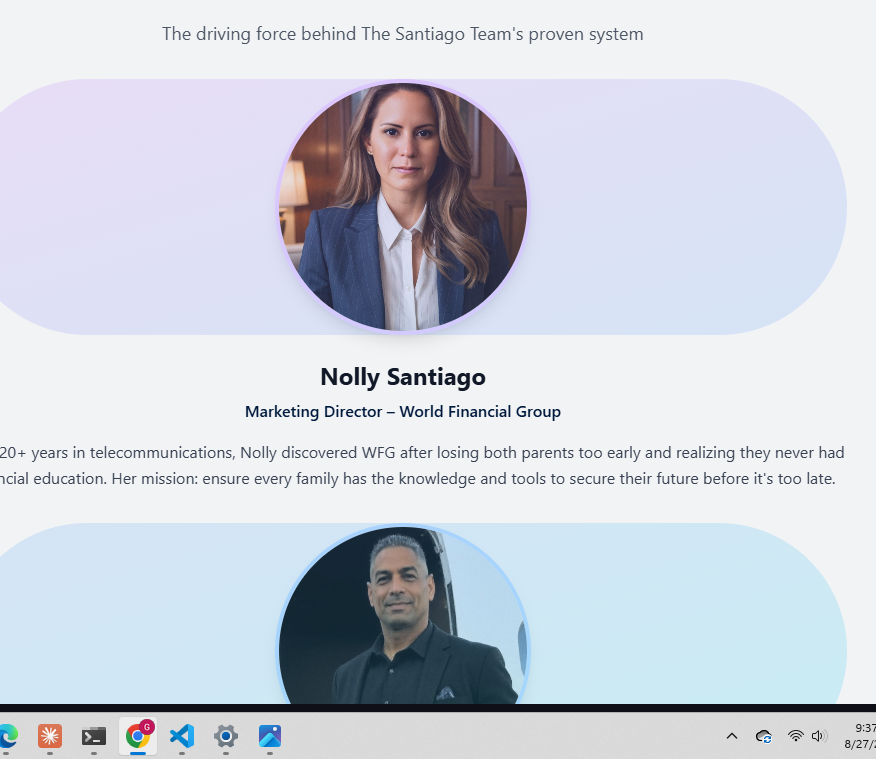 The driving force behind The Santiago Team's proven system
Nolly Santiago
Marketing Director – World Financial Group
20+ years in telecommunications, Nolly discovered WFG after losing both parents too early and realizing they never had
ncial education. Her mission: ensure every family has the knowledge and tools to secure their future before it's too late.
G
9:37
8/27/2